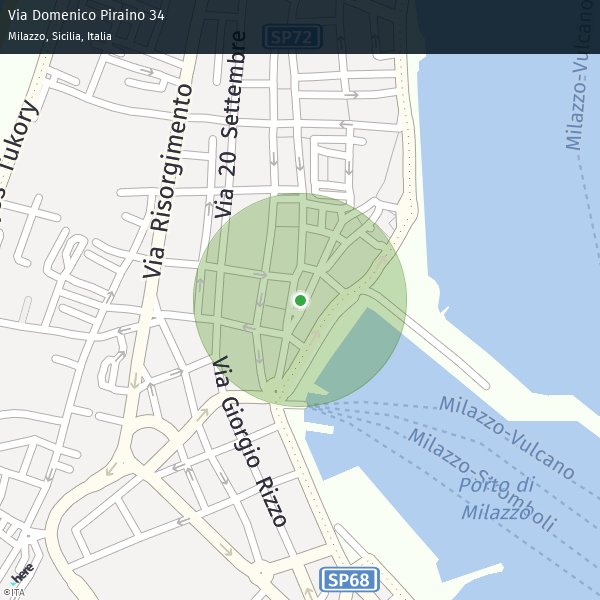 Via Domenico Piraino 34
Milazzo, Sicilia, Italia
SP72
Milazzo-Vulcano
Tukory
Via Risorgimento
Via 20 Settembre
Via Giorgio Rizzo
Milazzo-Vulcano
Milazzo-Stromboli
Porto di
Milazzo
SP68
here
©ITA